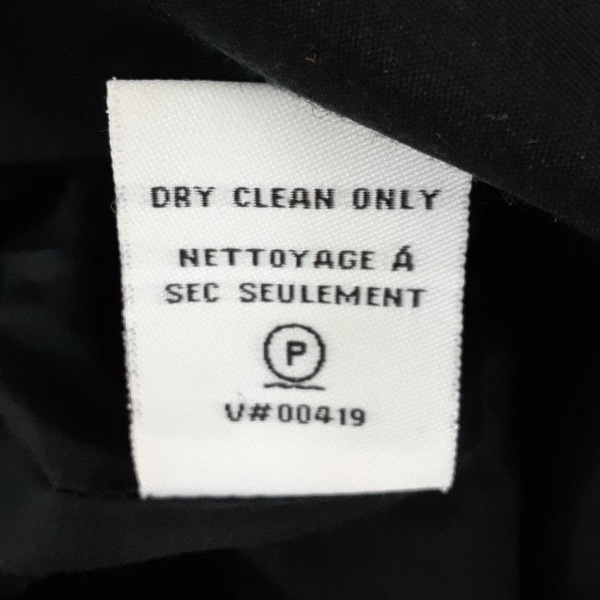 DRY CLEAN ONLY
NETTOYAGE Á
SEC SEULEMENT
P
V#00419